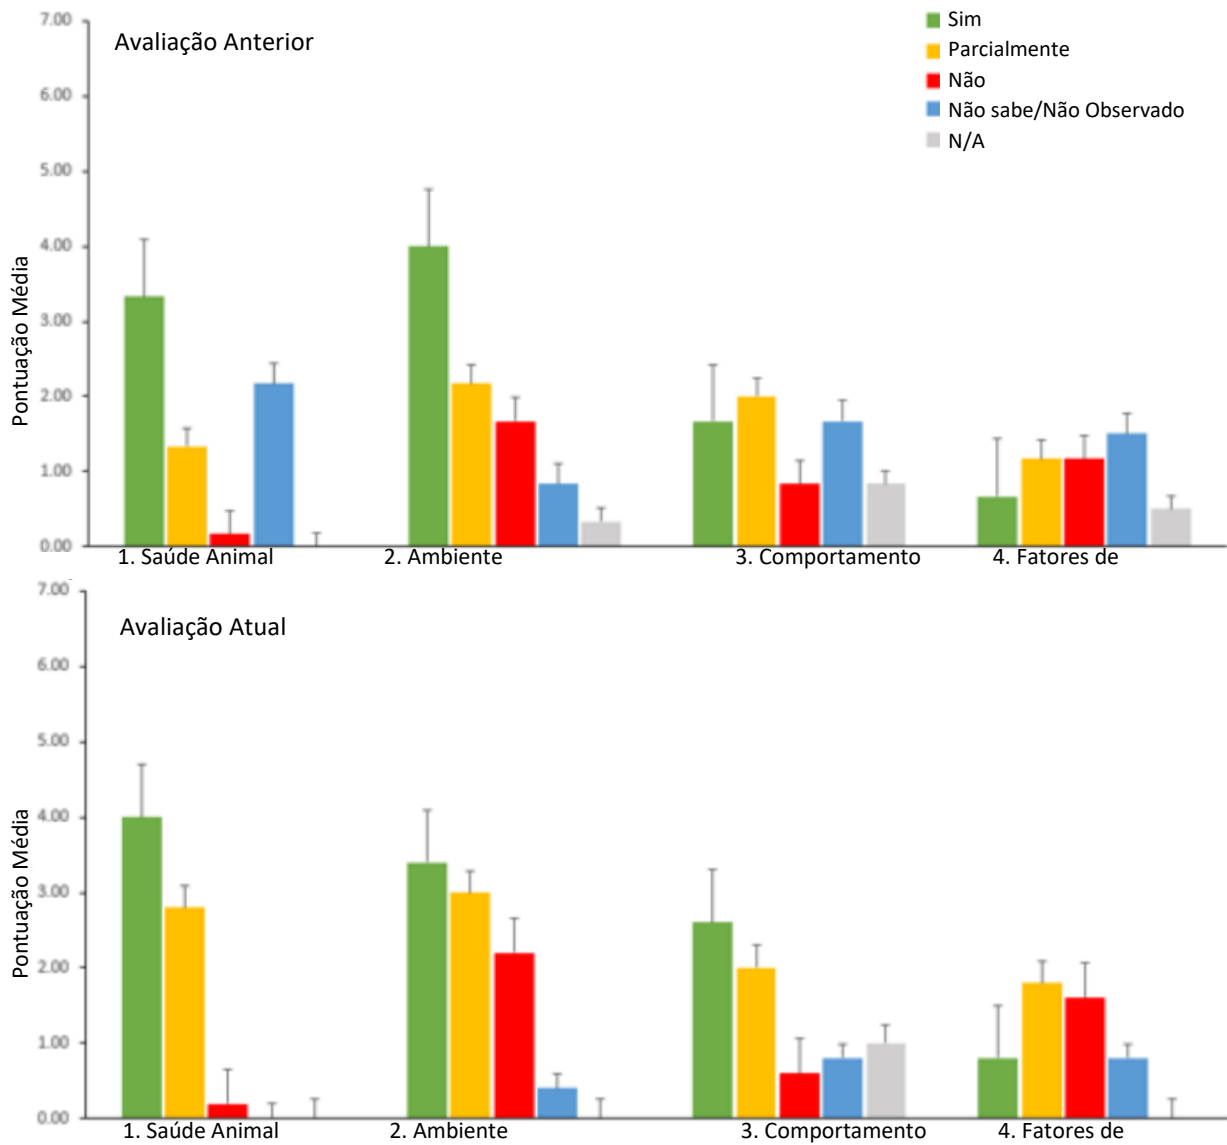 7.00
Avaliação Anterior
6.00
5.00
4.00
3.00
2.00
1.00
0.00
Pontuação Média
Sim
Parcialmente
Não
Não sabe/Não Observado
N/A
1. Saúde Animal
2. Ambiente
3. Comportamento
4. Fatores de
7.00
Avaliação Atual
6.00
5.00
4.00
3.00
2.00
1.00
0.00
Pontuação Média
1. Saúde Animal
2. Ambiente
3. Comportamento
4. Fatores de